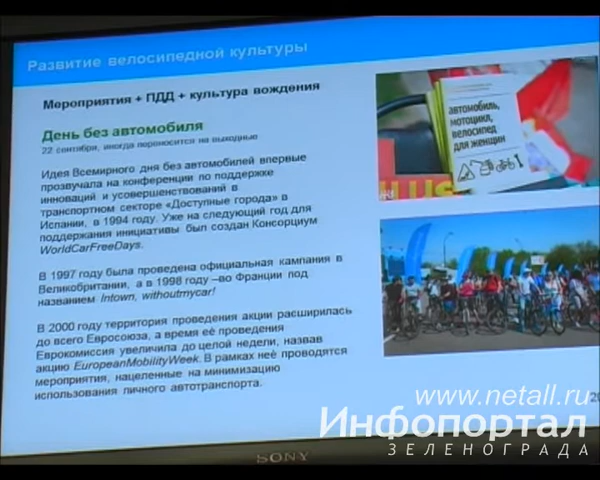 Развитие велосипедной культуры
Мероприятия + ПДД + культура вождения
День без автомобиля
22 сентября, иногда переносится на выходные
Идея Всемирного дня без автомобилей впервые
прозвучала на конференции по поддержке
инноваций и усовершенствований в
транспортном секторе «Доступные города» в
Испании, в 1994 году. Уже на следующий год для
поддержания инициативы был создан Консорциум
WorldCarFreeDays.
В 1997 году была проведена официальная кампания в
Великобритании, а в 1998 году –во Франции под
названием Intown, withoutmycar!
В 2000 году территория проведения акции расширилась
до всего Евросоюза, а время её проведения
Еврокомиссия увеличила до целой недели, назвав
акцию EuropeanMobilityWeek. В рамках неё проводятся
мероприятия, нацеленные на минимизацию
использования личного автотранспорта.
автомобиль,
мотоцикл,
велосипед
для женщин
www.netall.ru
Инфопортал
ЗЕЛЕНОГРАДА
SONY